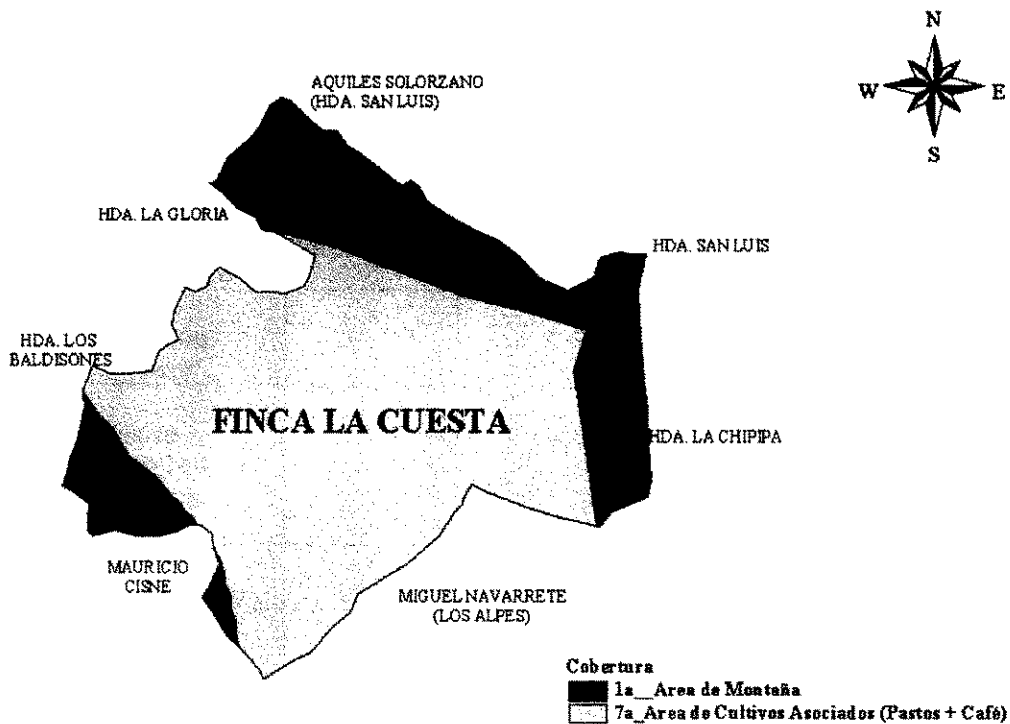 N
W E
S
AQUILES SOLORZANO
(HDA. SAN LUIS)
HDA. LA GLORIA
HDA. SAN LUIS
HDA. LOS
BALDISONES
FINCA LA CUESTA
HDA. LA CHIPIPA
MAURICIO
CISNE
MIGUEL NAVARRETE
(LOS ALPES)
Cobertura
1a__Area de Montaña
7a_Area de Cultivos Asociados (Pastos + Café)